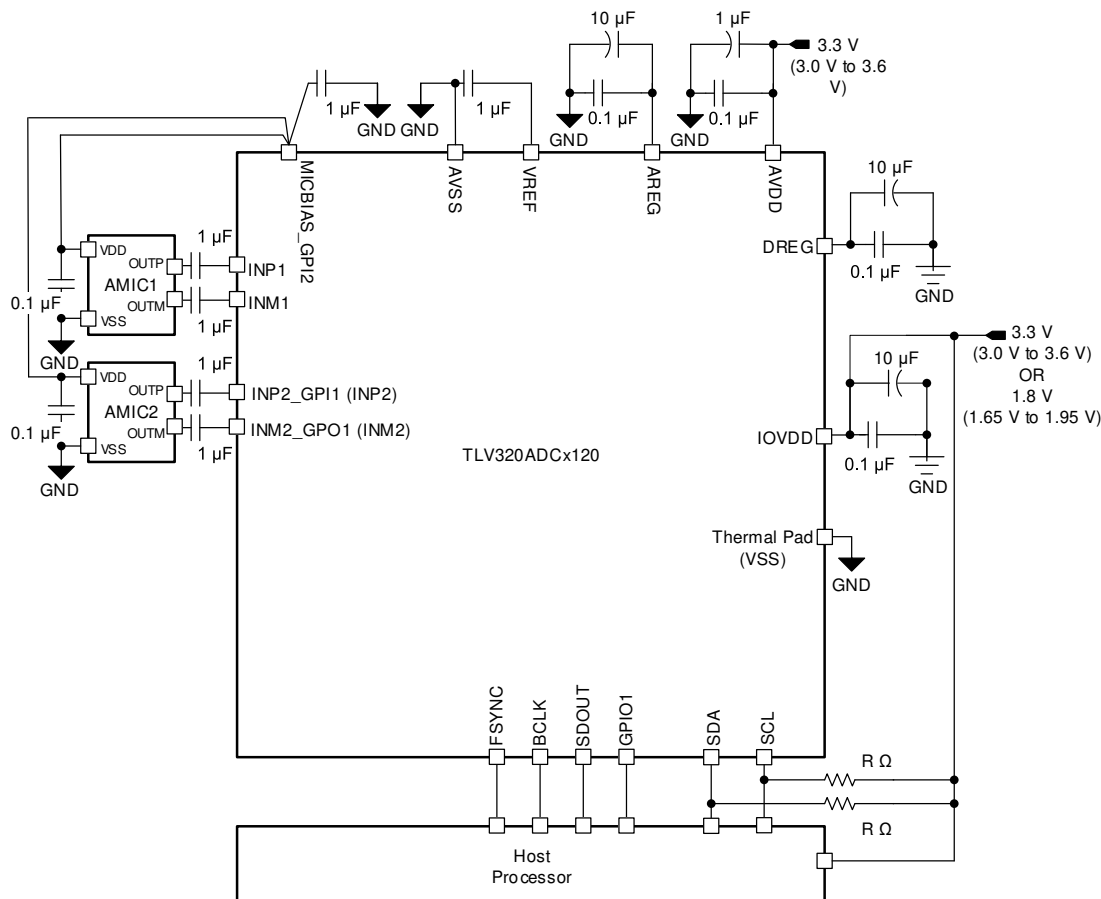 10 µF
1 µF
3.3 V
(3.0 V to 3.6
V)
1 µF
GND
GND
1 µF
GND
0.1 µF
GND
0.1 µF
MICBIAS_GPI2
AVSS
VREF
AREG
AVDD
10 µF
DREG
0.1 µF
GND
VDD
OUTP
AMIC1
OUTM
VSS
1 µF
1 µF
INP1
INM1
0.1 µF
GND
3.3 V
(3.0 V to 3.6 V)
OR
1.8 V
(1.65 V to 1.95 V)
10 µF
IOVDD
0.1 µF
GND
VDD
OUTP
AMIC2
OUTM
VSS
1 µF
1 µF
INP2_GPI1 (INP2)
INM2_GPO1 (INM2)
0.1 µF
GND
TLV320ADCx120
Thermal Pad
(VSS)
GND
FSYNC
BCLK
SDOUT
GPIO1
SDA
SCL
R Ω
R Ω
Host
Processor